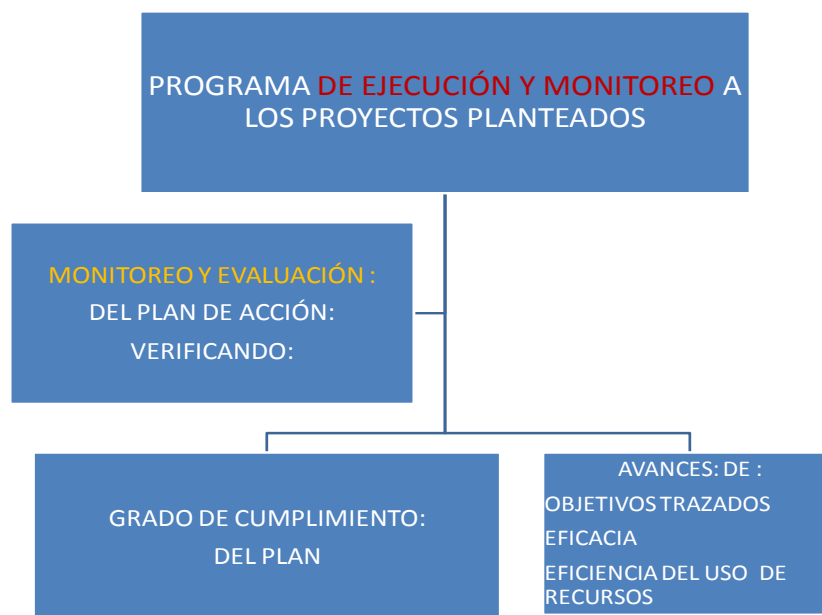 PROGRAMA DE EJECUCIÓN Y MONITOREO A
LOS PROYECTOS PLANTEADOS
MONITOREO Y EVALUACIÓN :
DEL PLAN DE ACCIÓN:
VERIFICANDO:
GRADO DE CUMPLIMIENTO:
DEL PLAN
AVANCES: DE :
OBJETIVOS TRAZADOS
EFICACIA
EFICIENCIA DEL USO DE
RECURSOS